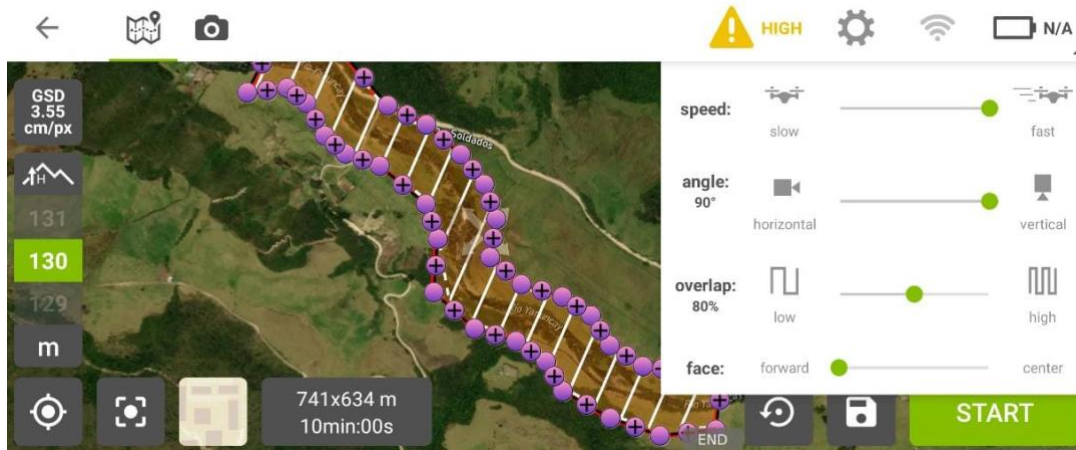 HIGH
N/A
GSD
3.55
cm/px
H
131
130
129
m
Soldados
741x634 m
10min:00s
END
speed:
slow
fast
angle:
90°
horizontal
vertical
overlap:
80%
low
high
face:
forward
center
START